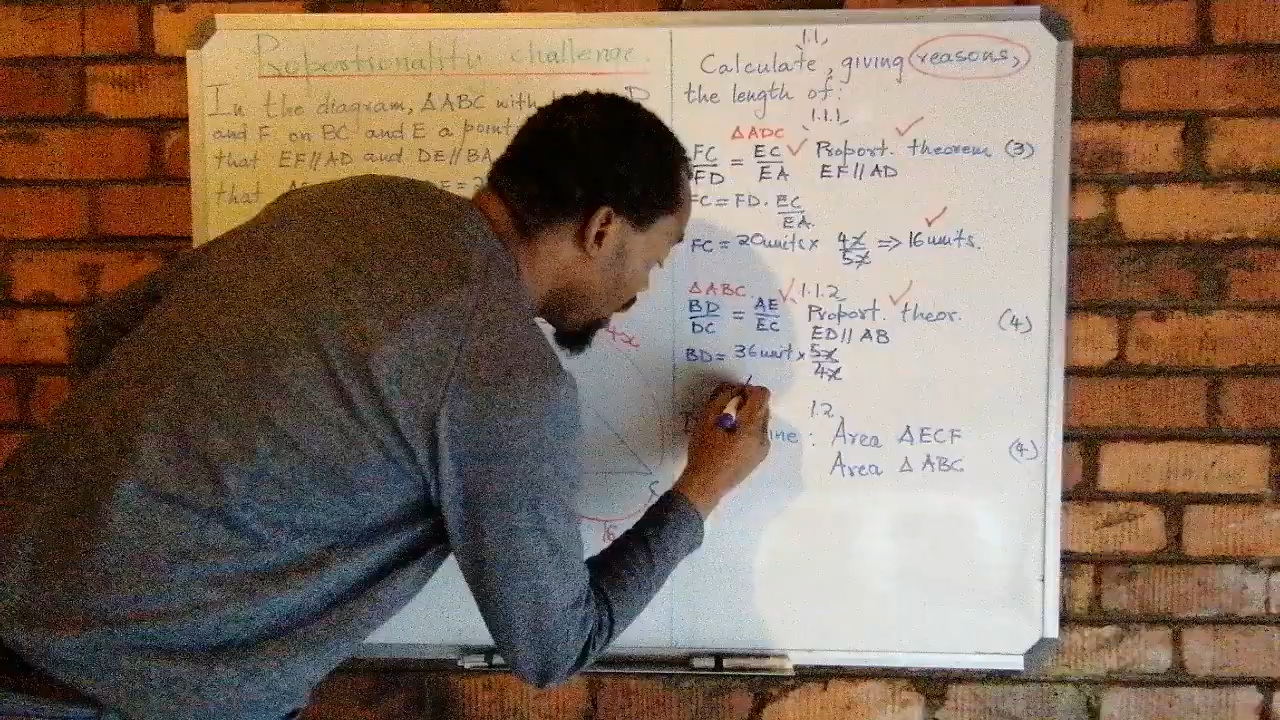 Proportionality challenge.
In the diagram, ΔABC with D
and F on BC and E a point
that EF//AD and DE//BA
that
4x
16
1.1,
Calculate, giving reasons,
the length of:
1.1.1,
ΔADC
FC/FD = EC/EA Proport. theorem (3)
EF//AD
FC = FD. EC/EA.
FC = 20units × 4x/5x => 16units.
ΔABC. 1.1.2
BD/DC = AE/EC Proport. theor. (4)
ED//AB
BD = 36unit × 5x/4x
1.2,
: Area ΔECF (4)
Area ΔABC